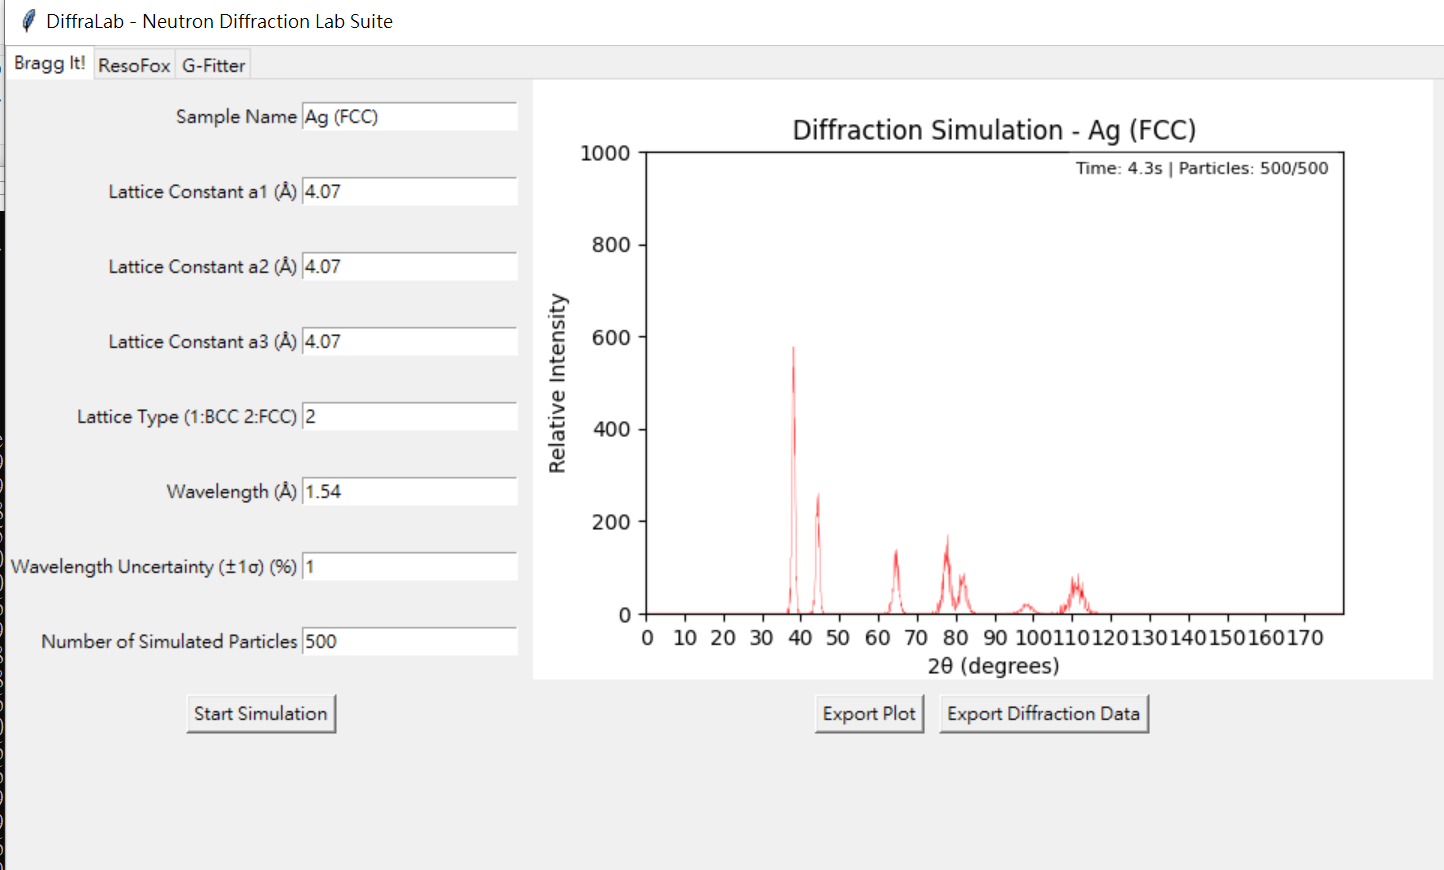 DiffraLab - Neutron Diffraction Lab Suite
Bragg It! ResoFox G-Fitter
Sample Name Ag (FCC)
Lattice Constant a1 (Å) 4.07
Lattice Constant a2 (Å) 4.07
Lattice Constant a3 (Å) 4.07
Lattice Type (1:BCC 2:FCC) 2
Wavelength (Å) 1.54
Wavelength Uncertainty (±1σ) (%) 1
Number of Simulated Particles 500
Start Simulation
Diffraction Simulation - Ag (FCC)
Time: 4.3s | Particles: 500/500
Relative Intensity
1000
800
600
400
200
0
0 10 20 30 40 50 60 70 80 90 100 110 120 130 140 150 160 170
2θ (degrees)
Export Plot Export Diffraction Data